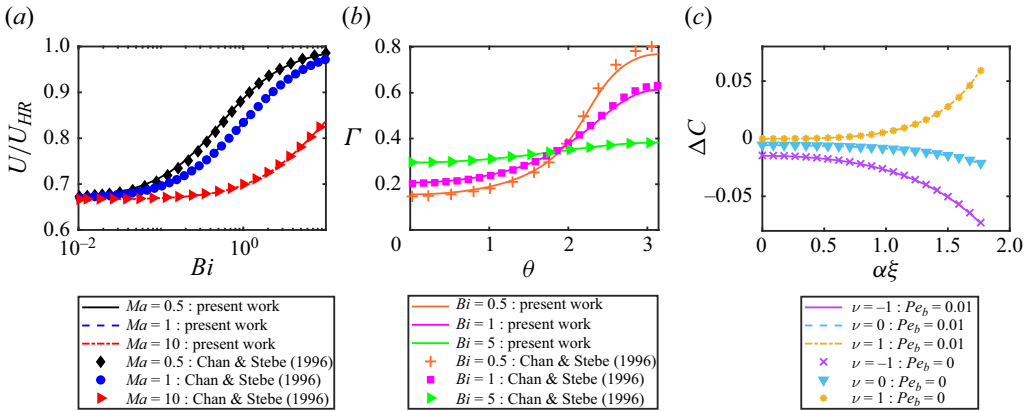 (a)
1.0
0.9
0.8
0.7
0.6
10⁻²
10⁰
U/U_HR
Bi
Ma = 0.5 : present work
Ma = 1 : present work
Ma = 10 : present work
Ma = 0.5 : Chan & Stebe (1996)
Ma = 1 : Chan & Stebe (1996)
Ma = 10 : Chan & Stebe (1996)
(b)
0.8
0.6
0.4
0.2
0
1
2
3
Γ
θ
Bi = 0.5 : present work
Bi = 1 : present work
Bi = 5 : present work
Bi = 0.5 : Chan & Stebe (1996)
Bi = 1 : Chan & Stebe (1996)
Bi = 5 : Chan & Stebe (1996)
(c)
0.05
0
−0.05
0
0.5
1.0
1.5
2.0
ΔC
αξ
ν = −1 : Pe_b = 0.01
ν = 0 : Pe_b = 0.01
ν = 1 : Pe_b = 0.01
ν = −1 : Pe_b = 0
ν = 0 : Pe_b = 0
ν = 1 : Pe_b = 0